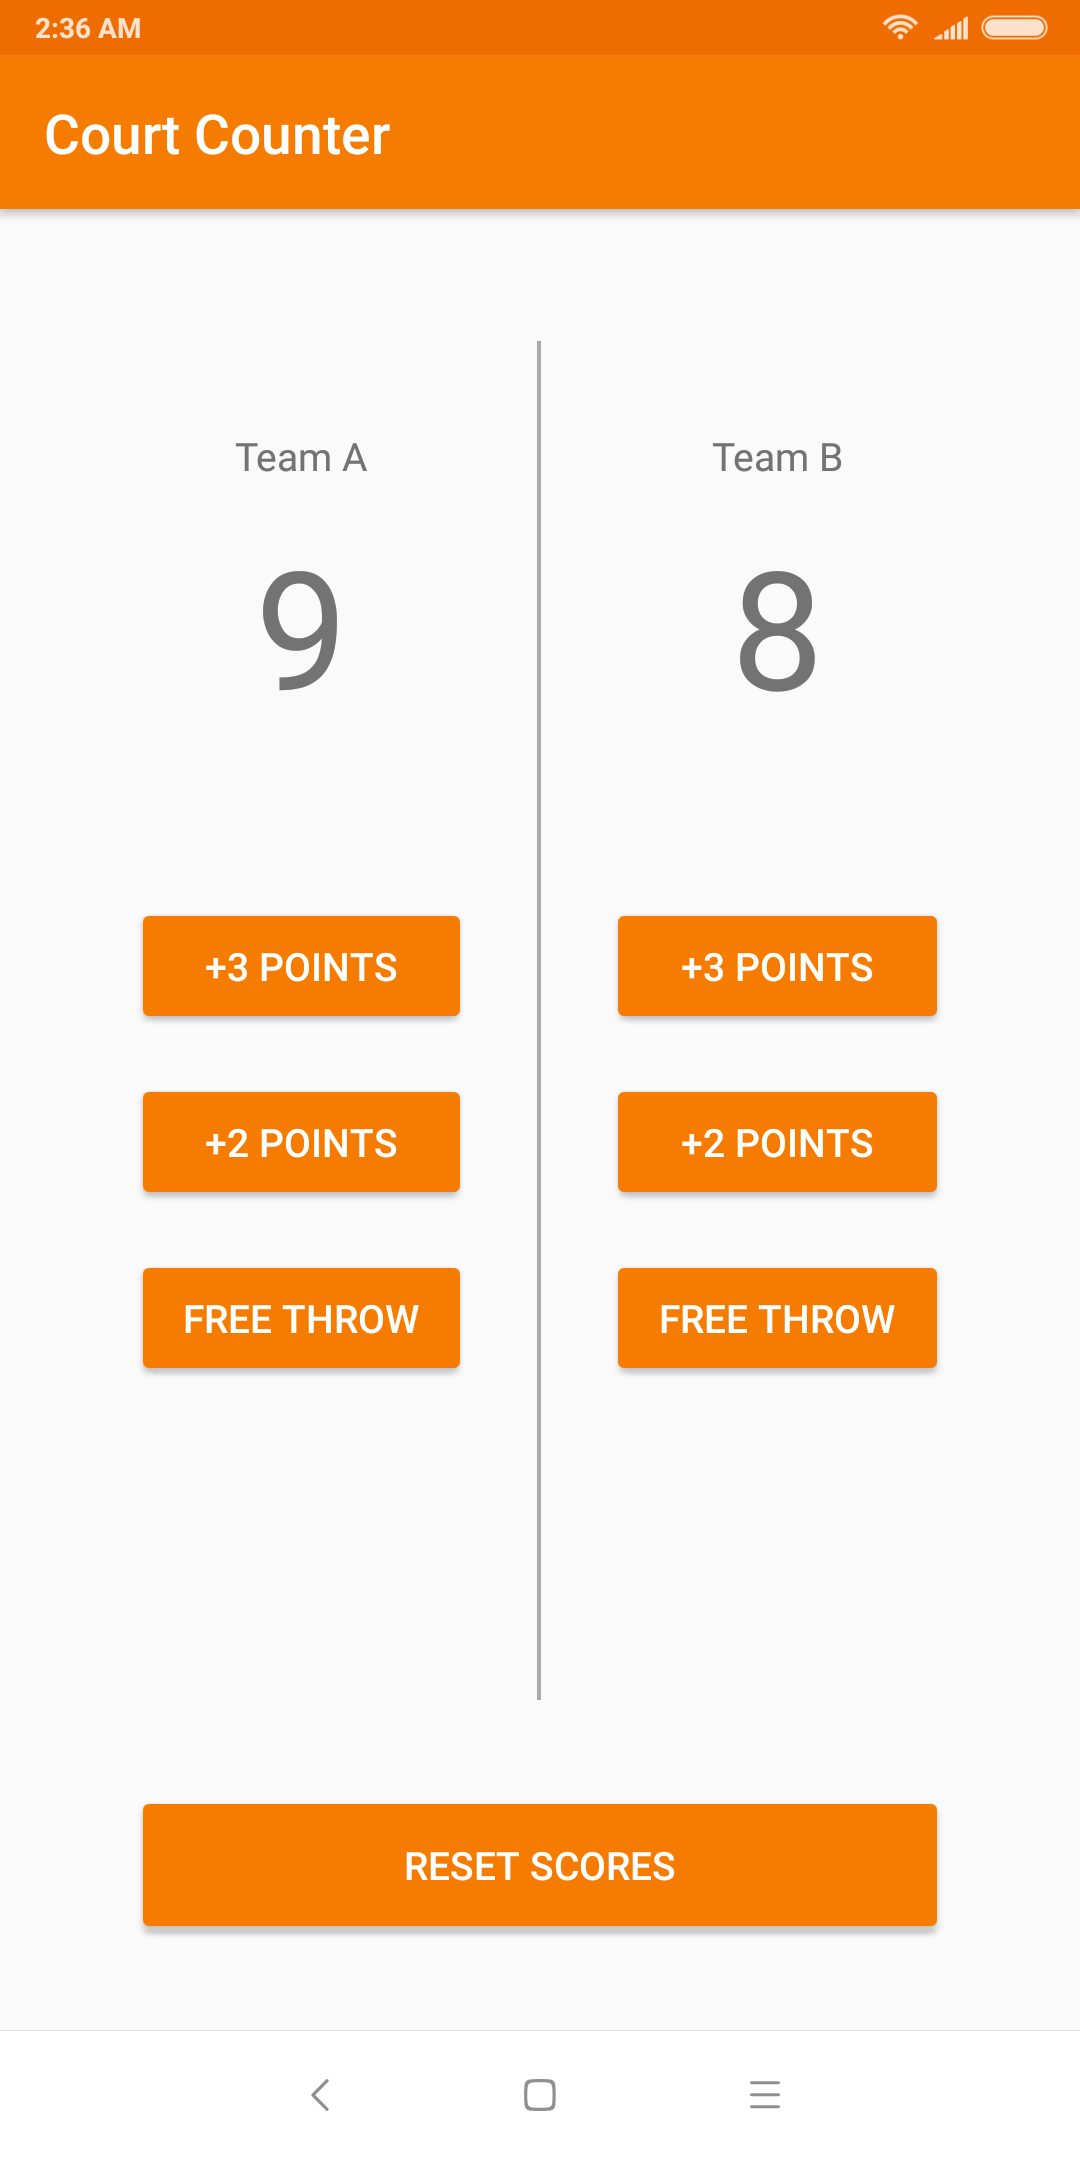 2:36 AM
Court Counter
Team A
Team B
9
8
+3 POINTS
+3 POINTS
+2 POINTS
+2 POINTS
FREE THROW
FREE THROW
RESET SCORES